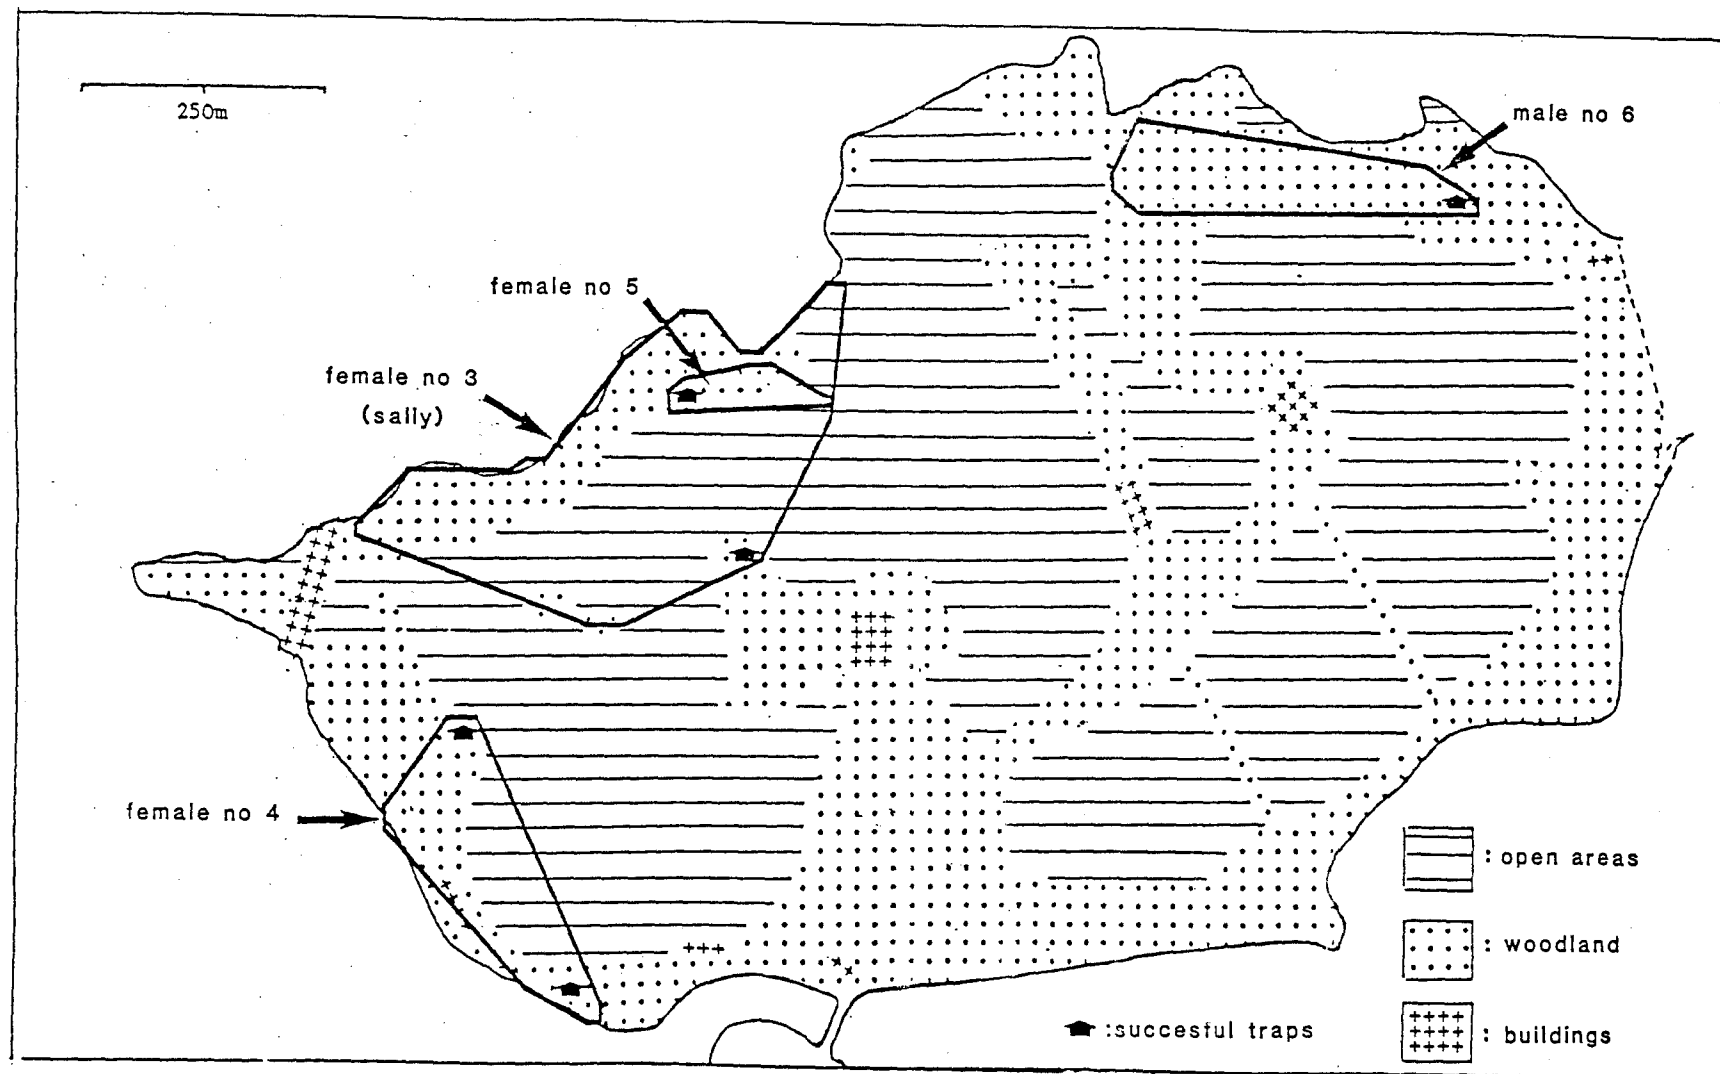 250m
male no 6
female no 5
female no 3
(sally)
female no 4
: open areas
: woodland
:succesful traps
: buildings